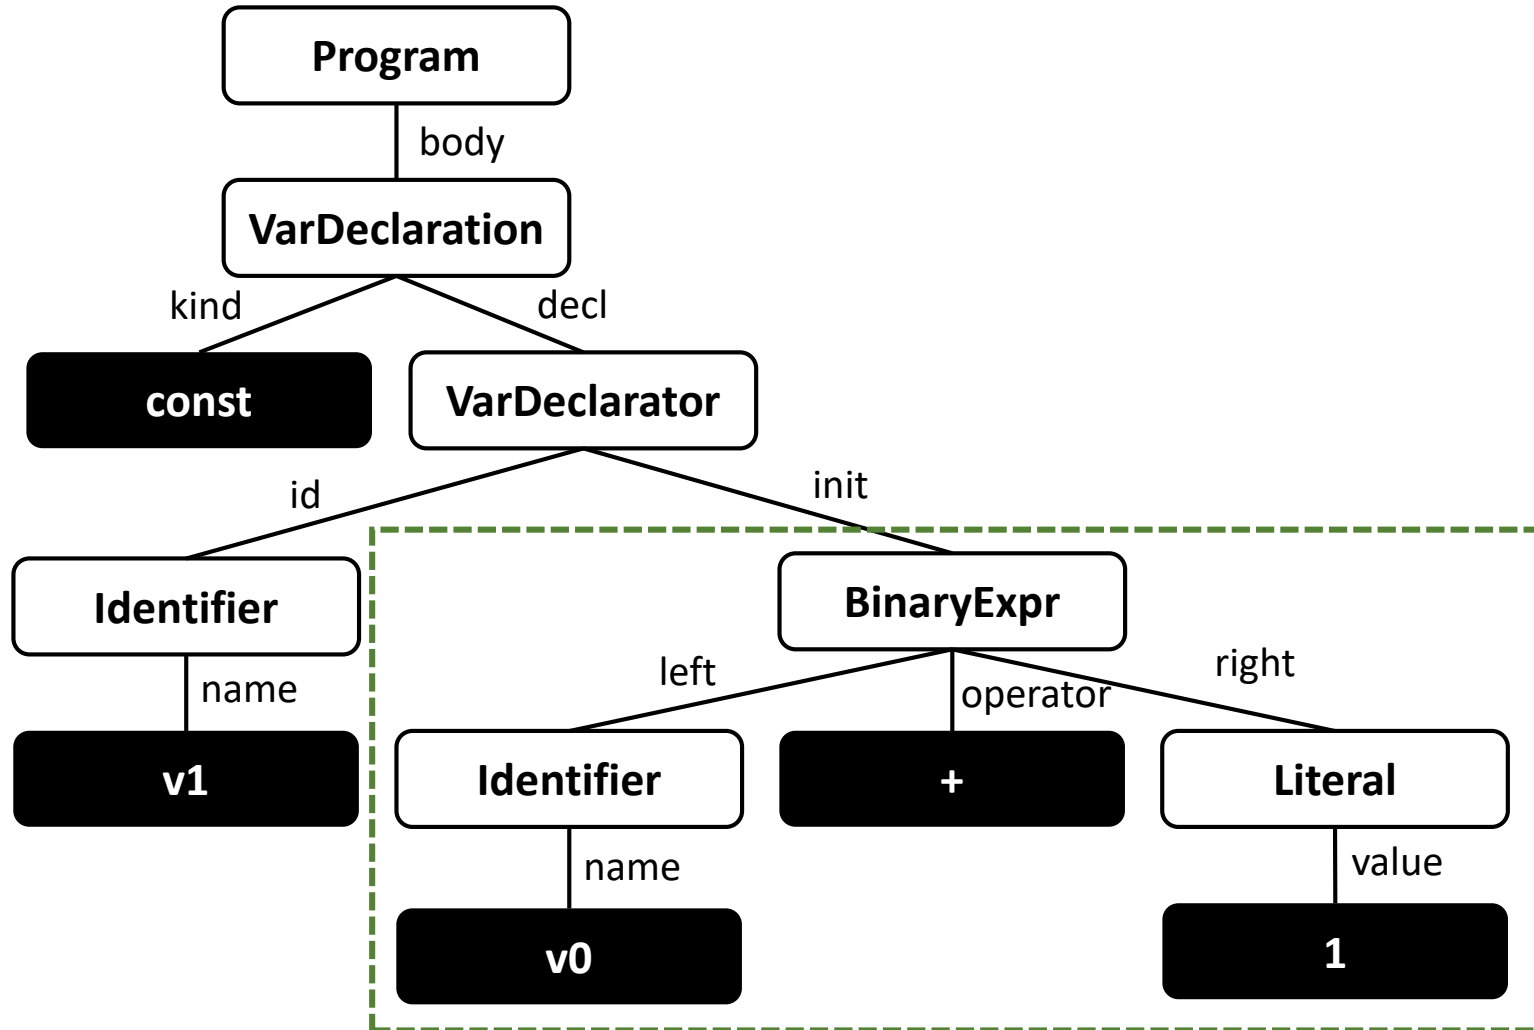 Program
body
VarDeclaration
kind
decl
const
VarDeclarator
id
init
Identifier
BinaryExpr
name
left
operator
right
v1
Identifier
+
Literal
name
value
v0
1